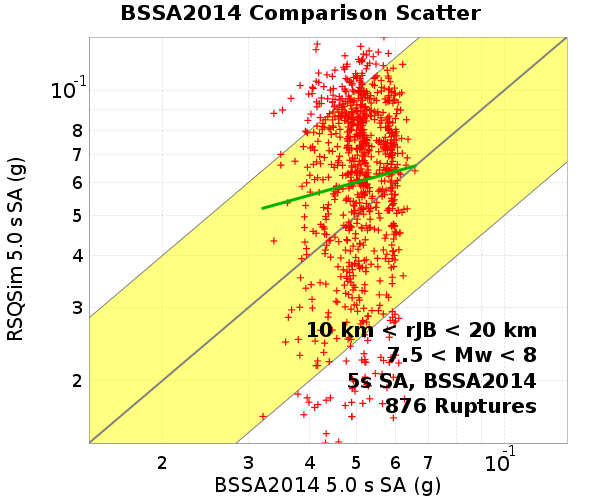 BSSA2014 Comparison Scatter
RSQSim 5.0 s SA (g)
10⁻¹
8
7
6
5
4
3
2
10 km < rJB < 20 km
7.5 < Mw < 8
5s SA, BSSA2014
876 Ruptures
2 3 4 5 6 7 10⁻¹
BSSA2014 5.0 s SA (g)